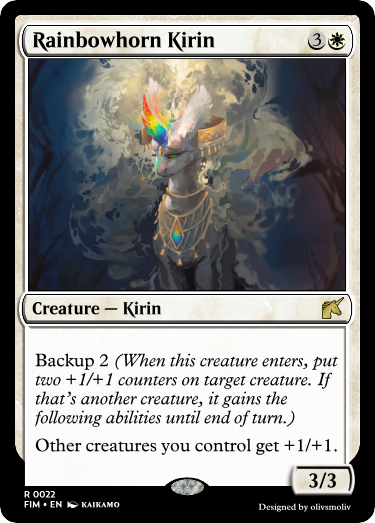 Rainbowhorn Kirin 3
Creature — Kirin
Backup 2 (When this creature enters, put
two +1/+1 counters on target creature. If
that's another creature, it gains the
following abilities until end of turn.)
Other creatures you control get +1/+1.
3/3
R 0022
FIM • EN KAIKAMO
Designed by olivsmoliv